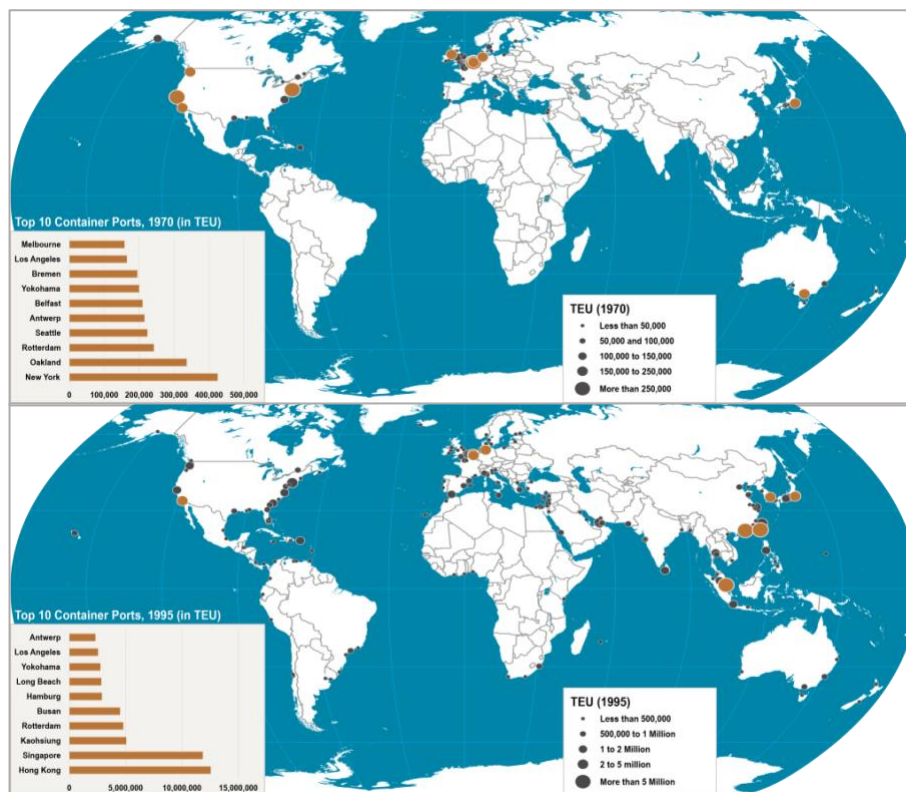 Top 10 Container Ports, 1970 (in TEU)
Melbourne
Los Angeles
Bremen
Yokohama
Belfast
Antwerp
Seattle
Rotterdam
Oakland
New York
0 100,000 200,000 300,000 400,000 500,000
TEU (1970)
Less than 50,000
50,000 and 100,000
100,000 to 150,000
150,000 to 250,000
More than 250,000
Top 10 Container Ports, 1995 (in TEU)
Antwerp
Los Angeles
Yokohama
Long Beach
Hamburg
Busan
Rotterdam
Kaohsiung
Singapore
Hong Kong
0 5,000,000 10,000,000 15,000,000
TEU (1995)
Less than 500,000
500,000 to 1 Million
1 to 2 Million
2 to 5 million
More than 5 Million